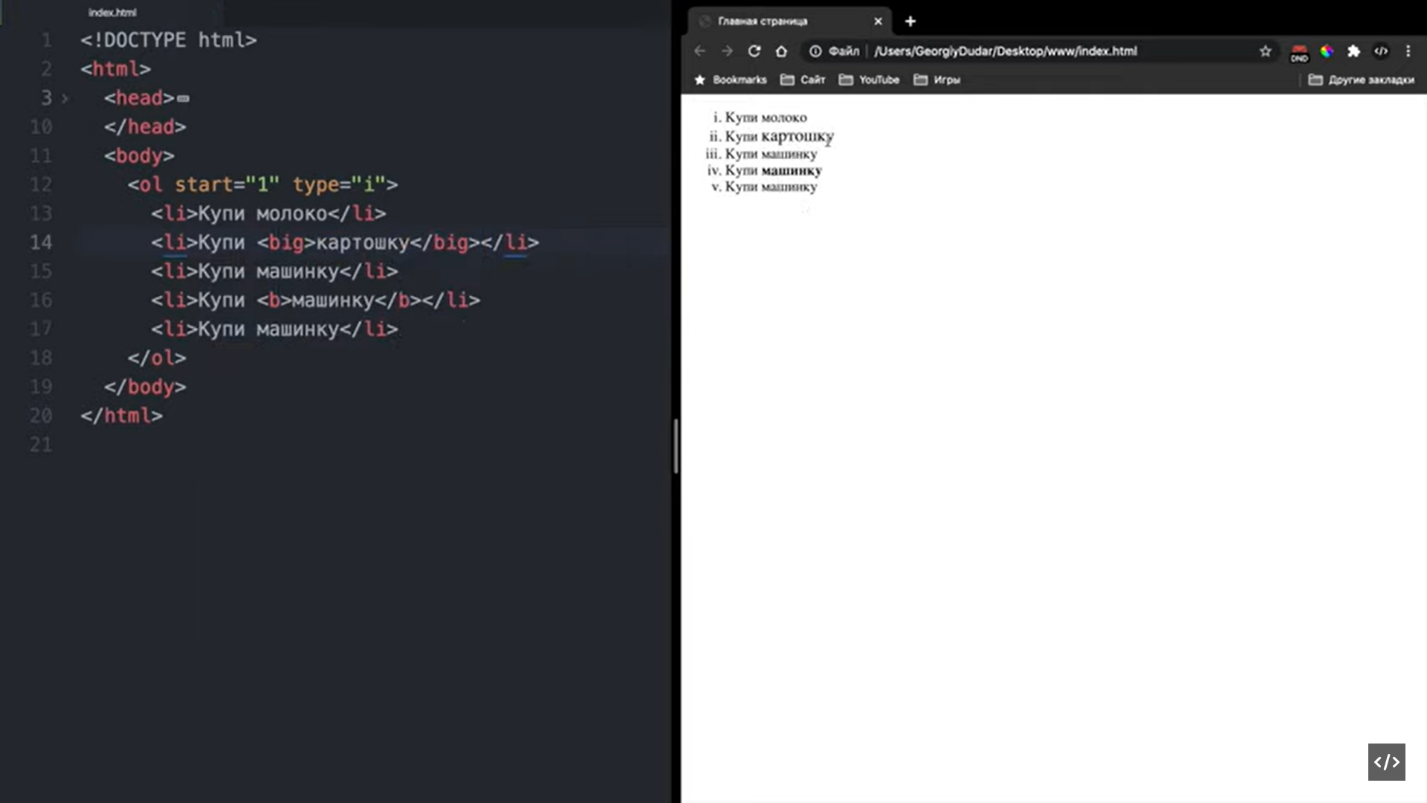 index.html
1 <!DOCTYPE html>
2 <html>
3 <head>
10 </head>
11 <body>
12 <ol start="1" type="i">
13 <li>Купи молоко</li>
14 <li>Купи <big>картошку</big></li>
15 <li>Купи машинку</li>
16 <li>Купи <b>машинку</b></li>
17 <li>Купи машинку</li>
18 </ol>
19 </body>
20 </html>
21
Главная страница
Файл /Users/GeorgiyDudar/Desktop/www/index.html
DND
Bookmarks Сайт YouTube Игры Другие закладки
i. Купи молоко
ii. Купи картошку
iii. Купи машинку
iv. Купи машинку
v. Купи машинку
</>